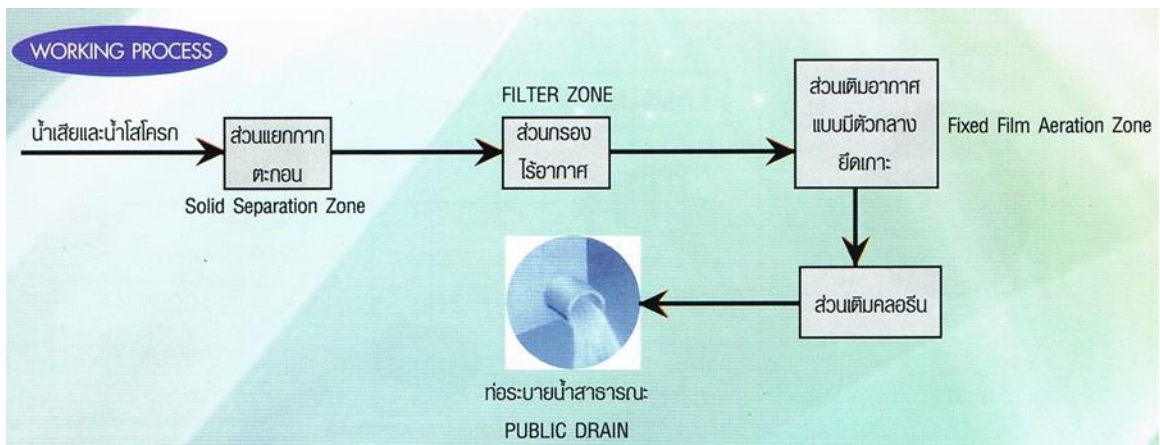 WORKING PROCESS
น้ำเสียและน้ำโสโครก
ส่วนแยกกาก
ตะกอน
Solid Separation Zone
FILTER ZONE
ส่วนกรอง
ไร้อากาศ
ส่วนเติมอากาศ
แบบมีตัวกลาง
ยึดเกาะ
Fixed Film Aeration Zone
ส่วนเติมคลอรีน
ท่อระบายน้ำสาธารณะ
PUBLIC DRAIN